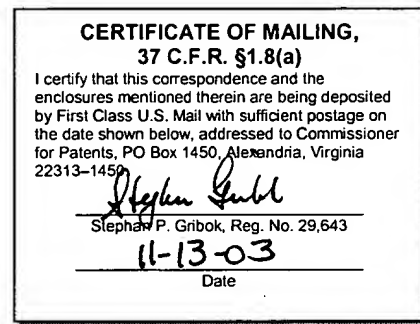 CERTIFICATE OF MAILING,
37 C.F.R. §1.8(a)
I certify that this correspondence and the
enclosures mentioned therein are being deposited
by First Class U.S. Mail with sufficient postage on
the date shown below, addressed to Commissioner
for Patents, PO Box 1450, Alexandria, Virginia
22313–1450
Stephan P. Gribok, Reg. No. 29,643
11-13-03
Date